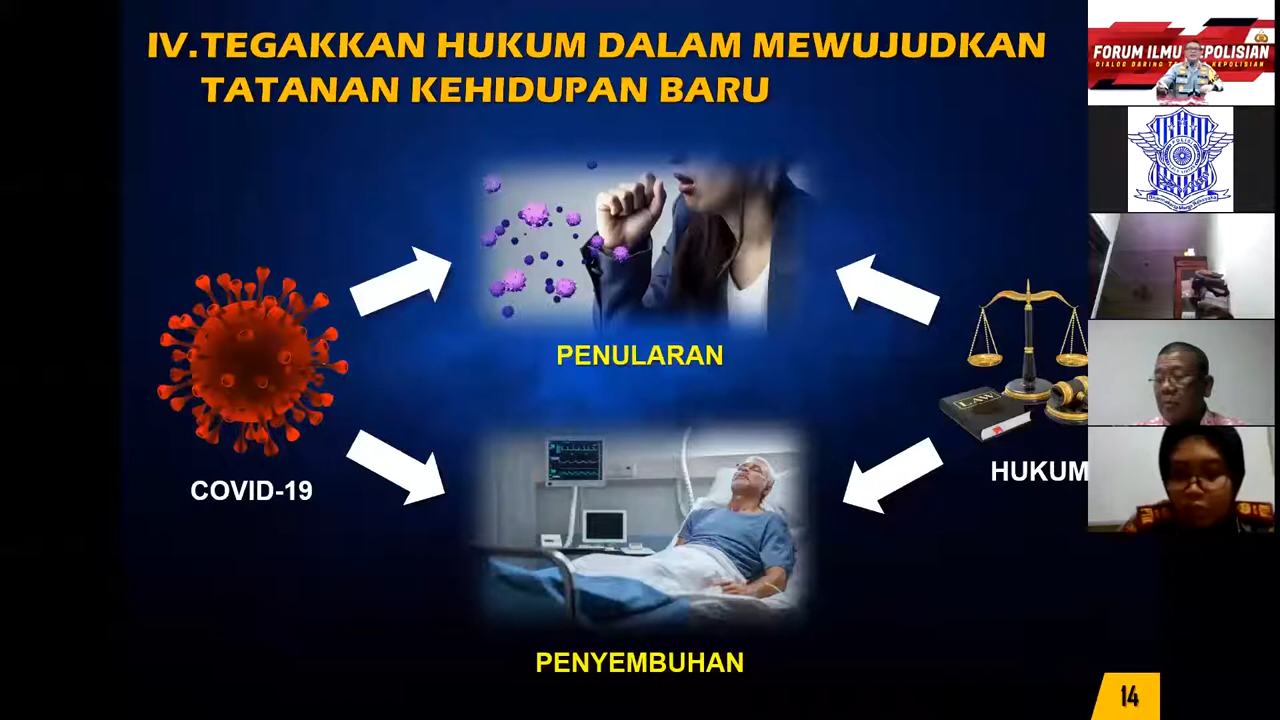 IV.TEGAKKAN HUKUM DALAM MEWUJUDKAN
TATANAN KEHIDUPAN BARU
PENULARAN
COVID-19
LAW
HUKUM
PENYEMBUHAN
14
FORUM ILMU KEPOLISIAN